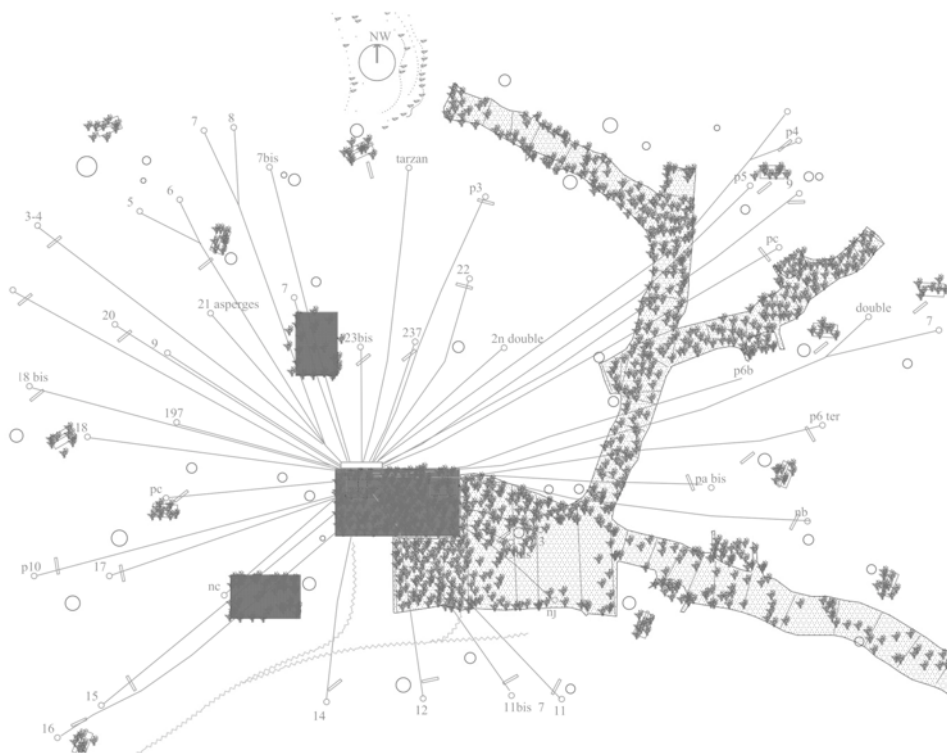 NW
7
8
7bis
tarzan
p4
p5
9
6
5
p3
3-4
pc
22
7
21 asperges
double
7
20
9
23bis
237
2n double
p6b
18 bis
197
18
p6 ter
pc
pa bis
nb
3
p10
17
nc
nj
15
16
14
12
11bis
7
11